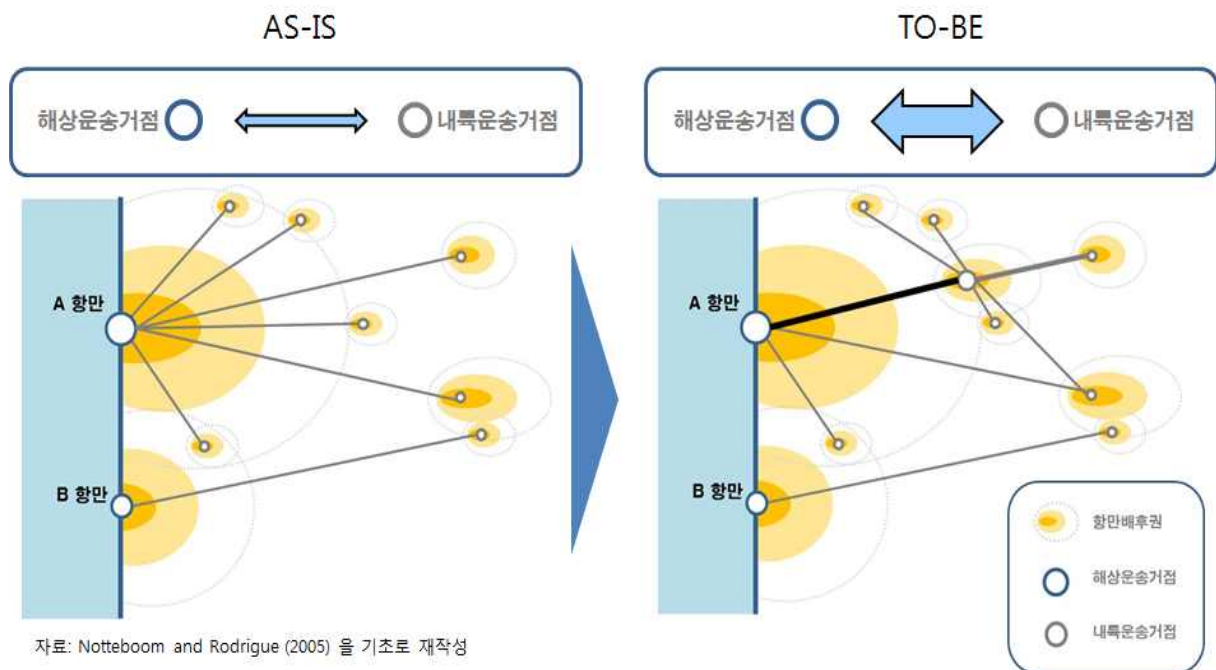 AS-IS
TO-BE
해상운송거점
내륙운송거점
해상운송거점
내륙운송거점
A 항만
B 항만
A 항만
B 항만
항만배후권
해상운송거점
내륙운송거점
자료: Notteboom and Rodrigue (2005) 을 기초로 재작성